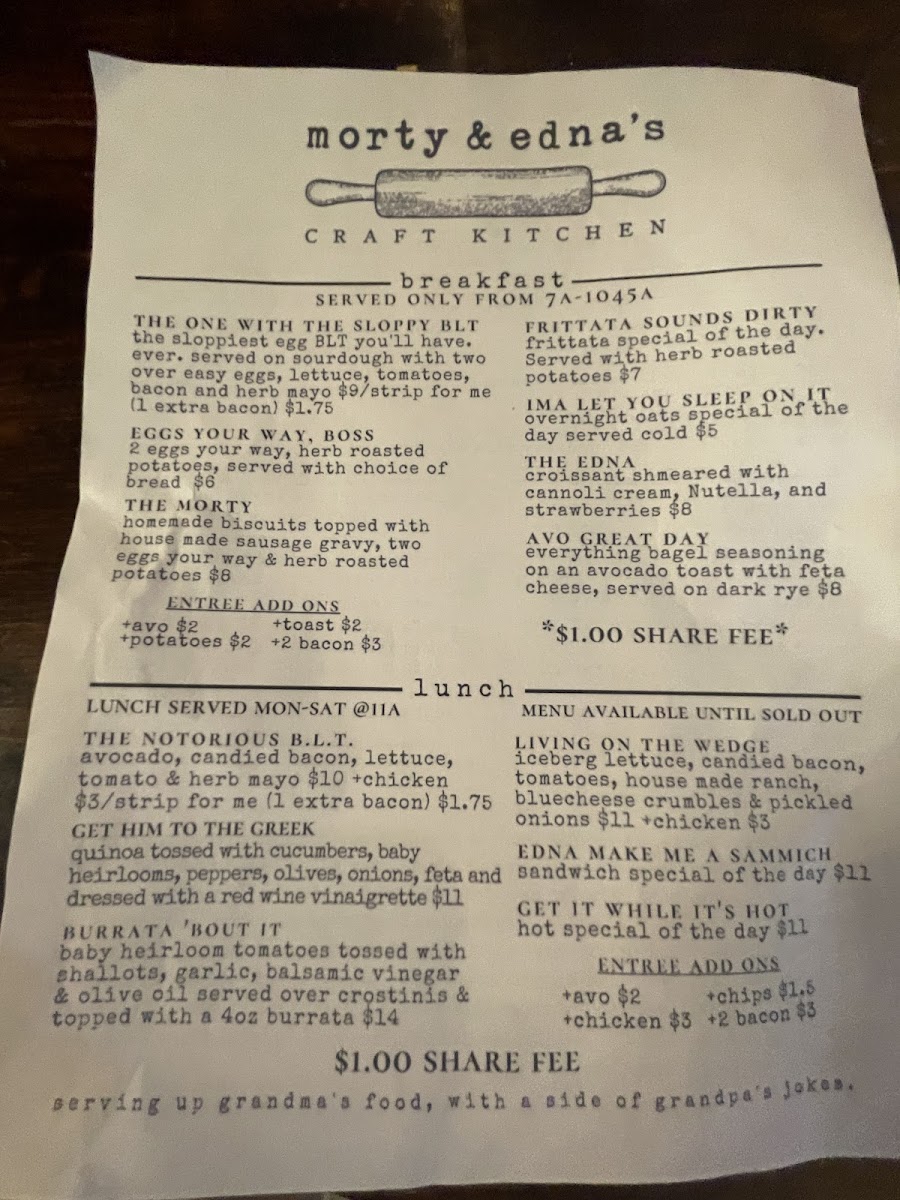 morty & edna's
CRAFT KITCHEN
breakfast
SERVED ONLY FROM 7A-1045A
THE ONE WITH THE SLOPPY BLT
the sloppiest egg BLT you'll have.
ever. served on sourdough with two
over easy eggs, lettuce, tomatoes,
bacon and herb mayo $9/strip for me
(1 extra bacon) $1.75
EGGS YOUR WAY, BOSS
2 eggs your way, herb roasted
potatoes, served with choice of
bread $6
THE MORTY
homemade biscuits topped with
house made sausage gravy, two
eggs your way & herb roasted
potatoes $8
ENTREE ADD ONS
+avo $2 +toast $2
+potatoes $2 +2 bacon $3
FRITTATA SOUNDS DIRTY
frittata special of the day.
Served with herb roasted
potatoes $7
IMA LET YOU SLEEP ON IT
overnight oats special of the
day served cold $5
THE EDNA
croissant shmeared with
cannoli cream, Nutella, and
strawberries $8
AVO GREAT DAY
everything bagel seasoning
on an avocado toast with feta
cheese, served on dark rye $8
*$1.00 SHARE FEE*
lunch
LUNCH SERVED MON-SAT @11A
MENU AVAILABLE UNTIL SOLD OUT
THE NOTORIOUS B.L.T.
avocado, candied bacon, lettuce,
tomato & herb mayo $10 +chicken
$3/strip for me (1 extra bacon) $1.75
GET HIM TO THE GREEK
quinoa tossed with cucumbers, baby
heirlooms, peppers, olives, onions, feta and
dressed with a red wine vinaigrette $11
BURRATA 'BOUT IT
baby heirloom tomatoes tossed with
shallots, garlic, balsamic vinegar
& olive oil served over crostinis &
topped with a 4oz burrata $14
LIVING ON THE WEDGE
iceberg lettuce, candied bacon,
tomatoes, house made ranch,
bluecheese crumbles & pickled
onions $11 +chicken $3
EDNA MAKE ME A SAMMICH
sandwich special of the day $11
GET IT WHILE IT'S HOT
hot special of the day $11
ENTREE ADD ONS
+avo $2 +chips $1.5
+chicken $3 +2 bacon $3
$1.00 SHARE FEE
serving up grandma's food, with a side of grandpa's jokes.